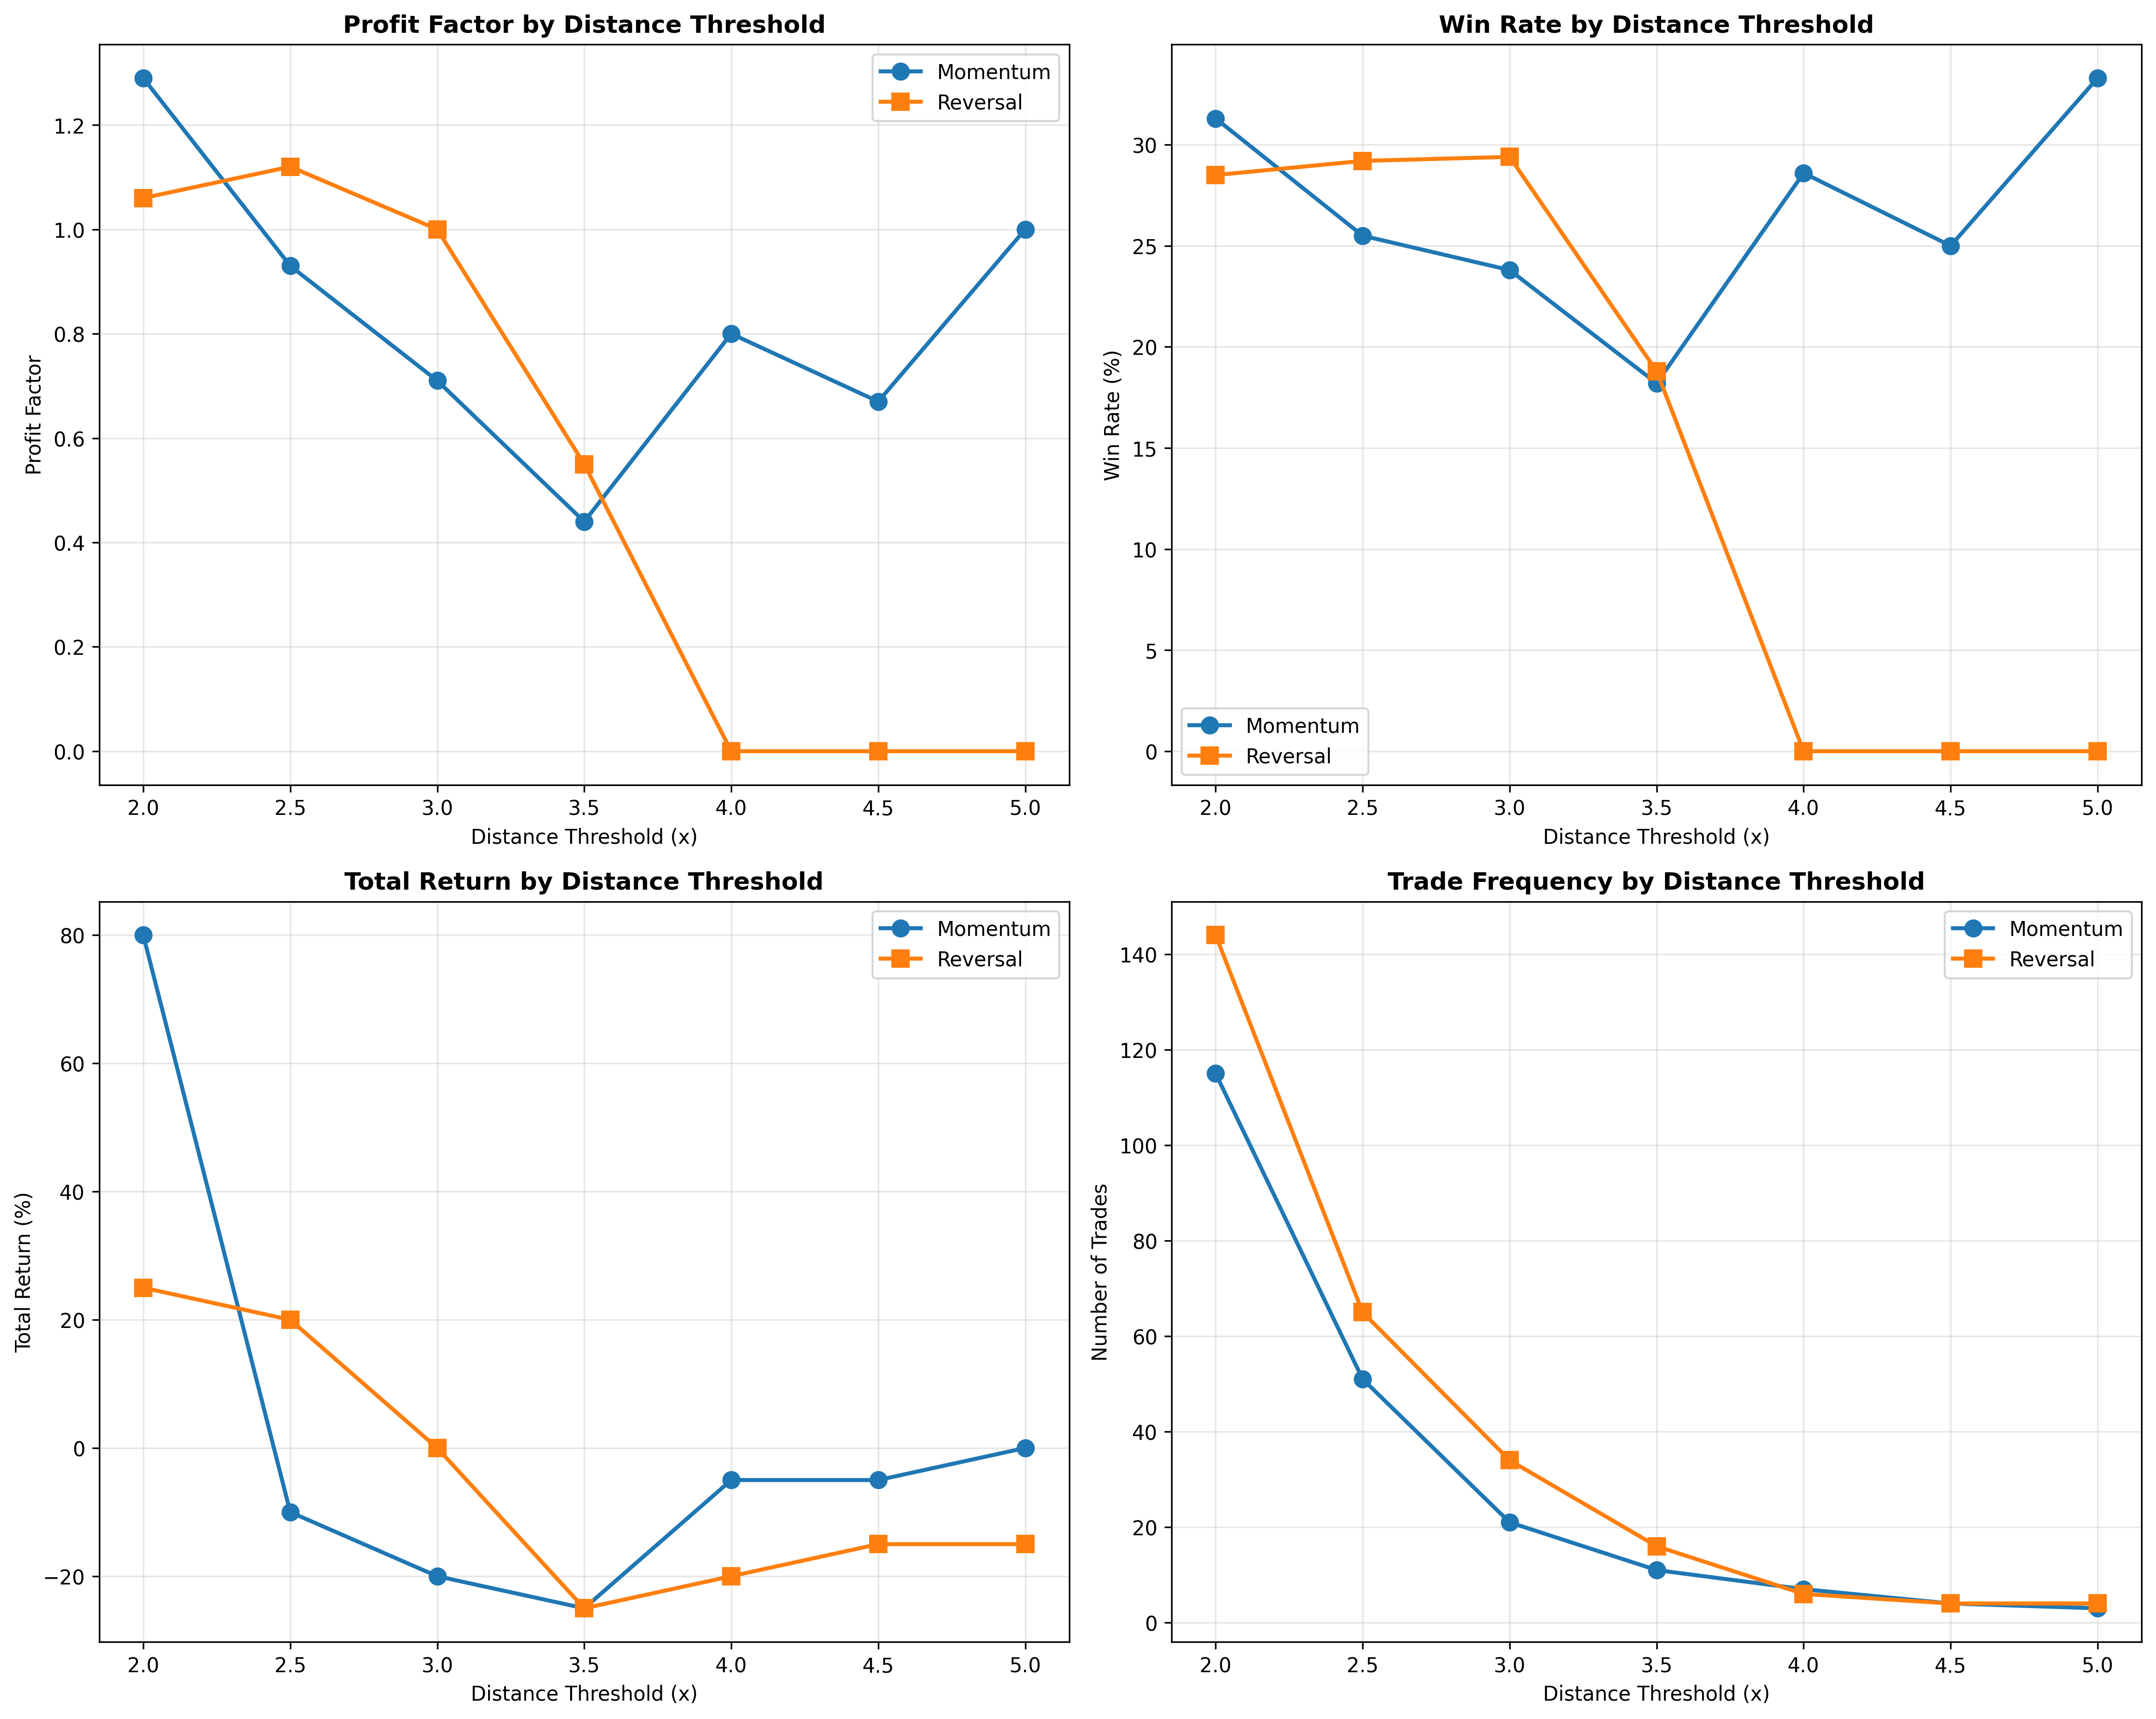 Profit Factor by Distance Threshold
Profit Factor
1.2
1.0
0.8
0.6
0.4
0.2
0.0
Momentum
Reversal
2.0 2.5 3.0 3.5 4.0 4.5 5.0
Distance Threshold (x)
Win Rate by Distance Threshold
Win Rate (%)
30
25
20
15
10
5
0
Momentum
Reversal
2.0 2.5 3.0 3.5 4.0 4.5 5.0
Distance Threshold (x)
Total Return by Distance Threshold
Total Return (%)
80
60
40
20
0
−20
Momentum
Reversal
2.0 2.5 3.0 3.5 4.0 4.5 5.0
Distance Threshold (x)
Trade Frequency by Distance Threshold
Number of Trades
140
120
100
80
60
40
20
0
Momentum
Reversal
2.0 2.5 3.0 3.5 4.0 4.5 5.0
Distance Threshold (x)